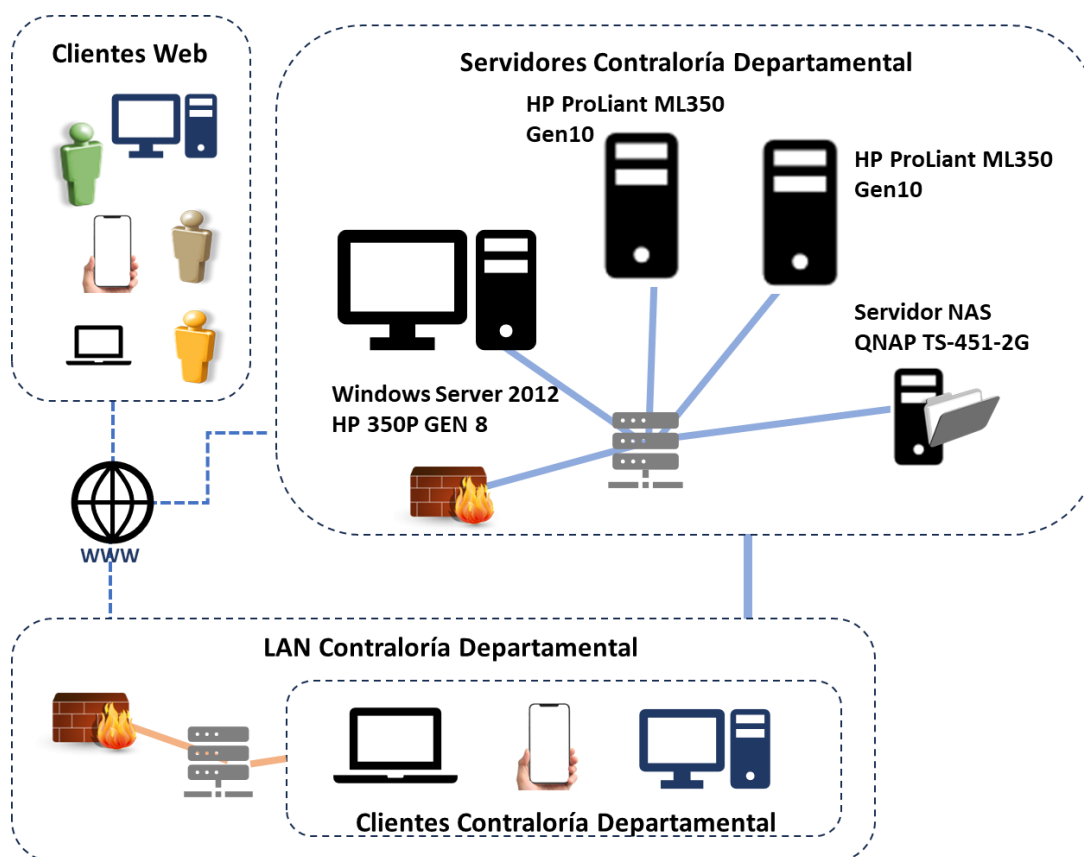 Clientes Web
Servidores Contraloría Departamental
HP ProLiant ML350
Gen10
HP ProLiant ML350
Gen10
Servidor NAS
QNAP TS-451-2G
Windows Server 2012
HP 350P GEN 8
WWW
LAN Contraloría Departamental
Clientes Contraloría Departamental